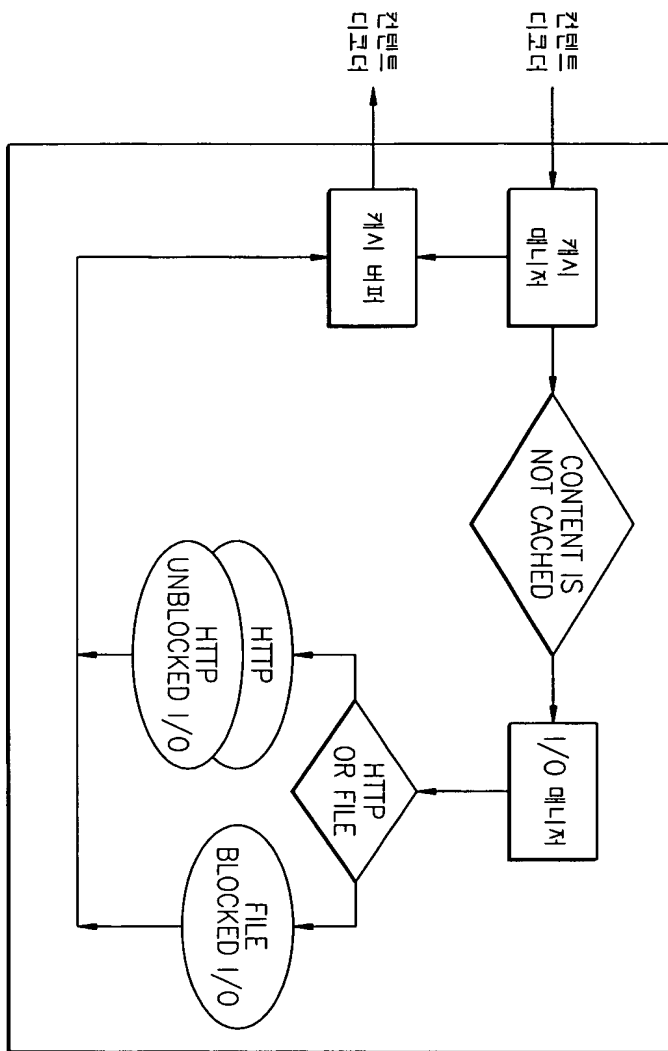 컨텐트
디코더
컨텐트
디코더
캐시
매니저
캐시 버퍼
CONTENT IS
NOT CACHED
I/O 매니저
HTTP
OR FILE
HTTP
HTTP
UNBLOCKED I/O
FILE
BLOCKED I/O